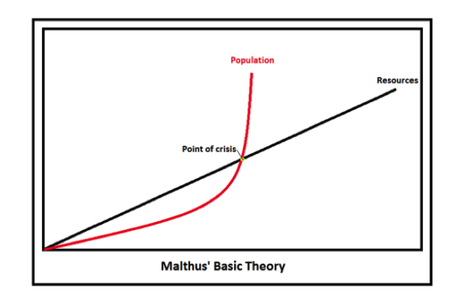 Population
Resources
Point of crisis
Malthus' Basic Theory